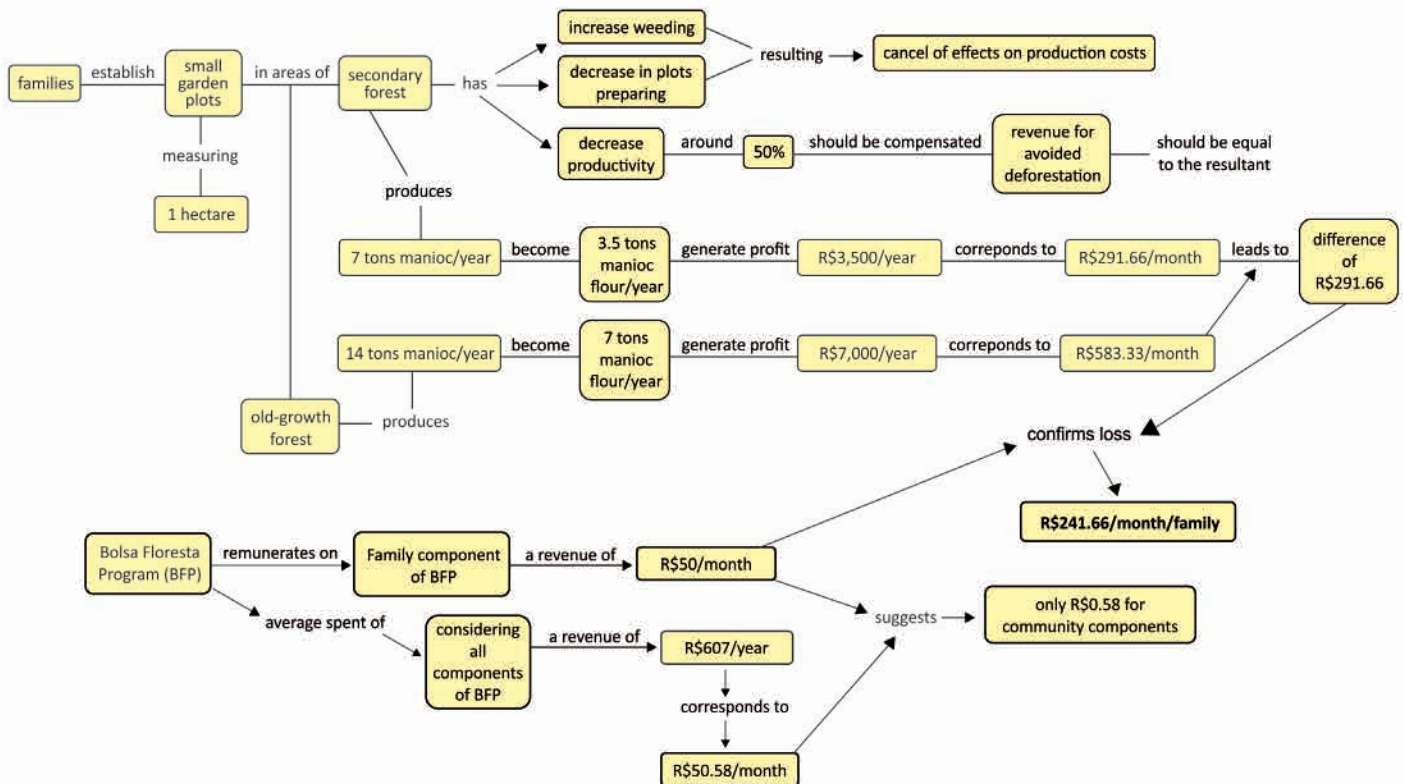 increase weeding
resulting
cancel of effects on production costs
families
establish
small
garden
plots
in areas of
secondary
forest
has
decrease in plots
preparing
measuring
1 hectare
decrease
productivity
around
50%
should be compensated
revenue for
avoided
deforestation
should be equal
to the resultant
produces
7 tons manioc/year
become
3.5 tons
manioc
flour/year
generate profit
R$3,500/year
correponds to
R$291.66/month
leads to
difference
of
R$291.66
14 tons manioc/year
become
7 tons
manioc
flour/year
generate profit
R$7,000/year
correponds to
R$583.33/month
old-growth
forest
produces
confirms loss
R$241.66/month/family
Bolsa Floresta
Program (BFP)
remunerates on
Family component
of BFP
a revenue of
R$50/month
average spent of
considering
all
components
of BFP
a revenue of
R$607/year
suggests
only R$0.58 for
community components
corresponds to
R$50.58/month